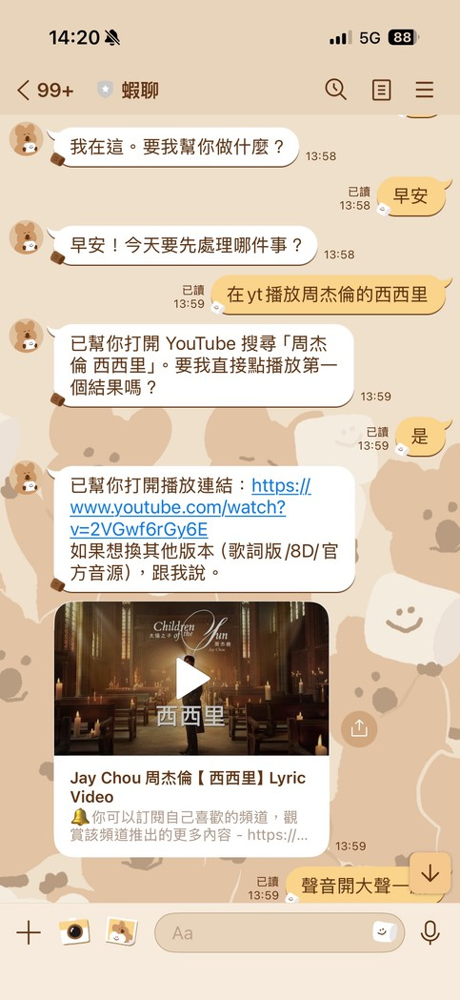 14:20
5G 88
99+ 蝦聊
我在這。要我幫你做什麼？
13:58
已讀
13:58
早安
早安！今天要先處理哪件事？
13:58
已讀
13:59
在yt播放周杰倫的西西里
已幫你打開 YouTube 搜尋「周杰
倫 西西里」。要我直接點播放第一
個結果嗎？
13:59
已讀
13:59
是
已幫你打開播放連結：https://
www.youtube.com/watch?
v=2VGwf6rGy6E
如果想換其他版本（歌詞版/8D/官
方音源），跟我說。
Children of the Sun
太陽之子
周杰倫
Jay Chou
西西里
Jay Chou 周杰倫【 西西里】Lyric
Video
🔔你可以訂閱自己喜歡的頻道，觀
賞該頻道推出的更多內容 - https://...
13:59
已讀
13:59
聲音開大聲一
Aa